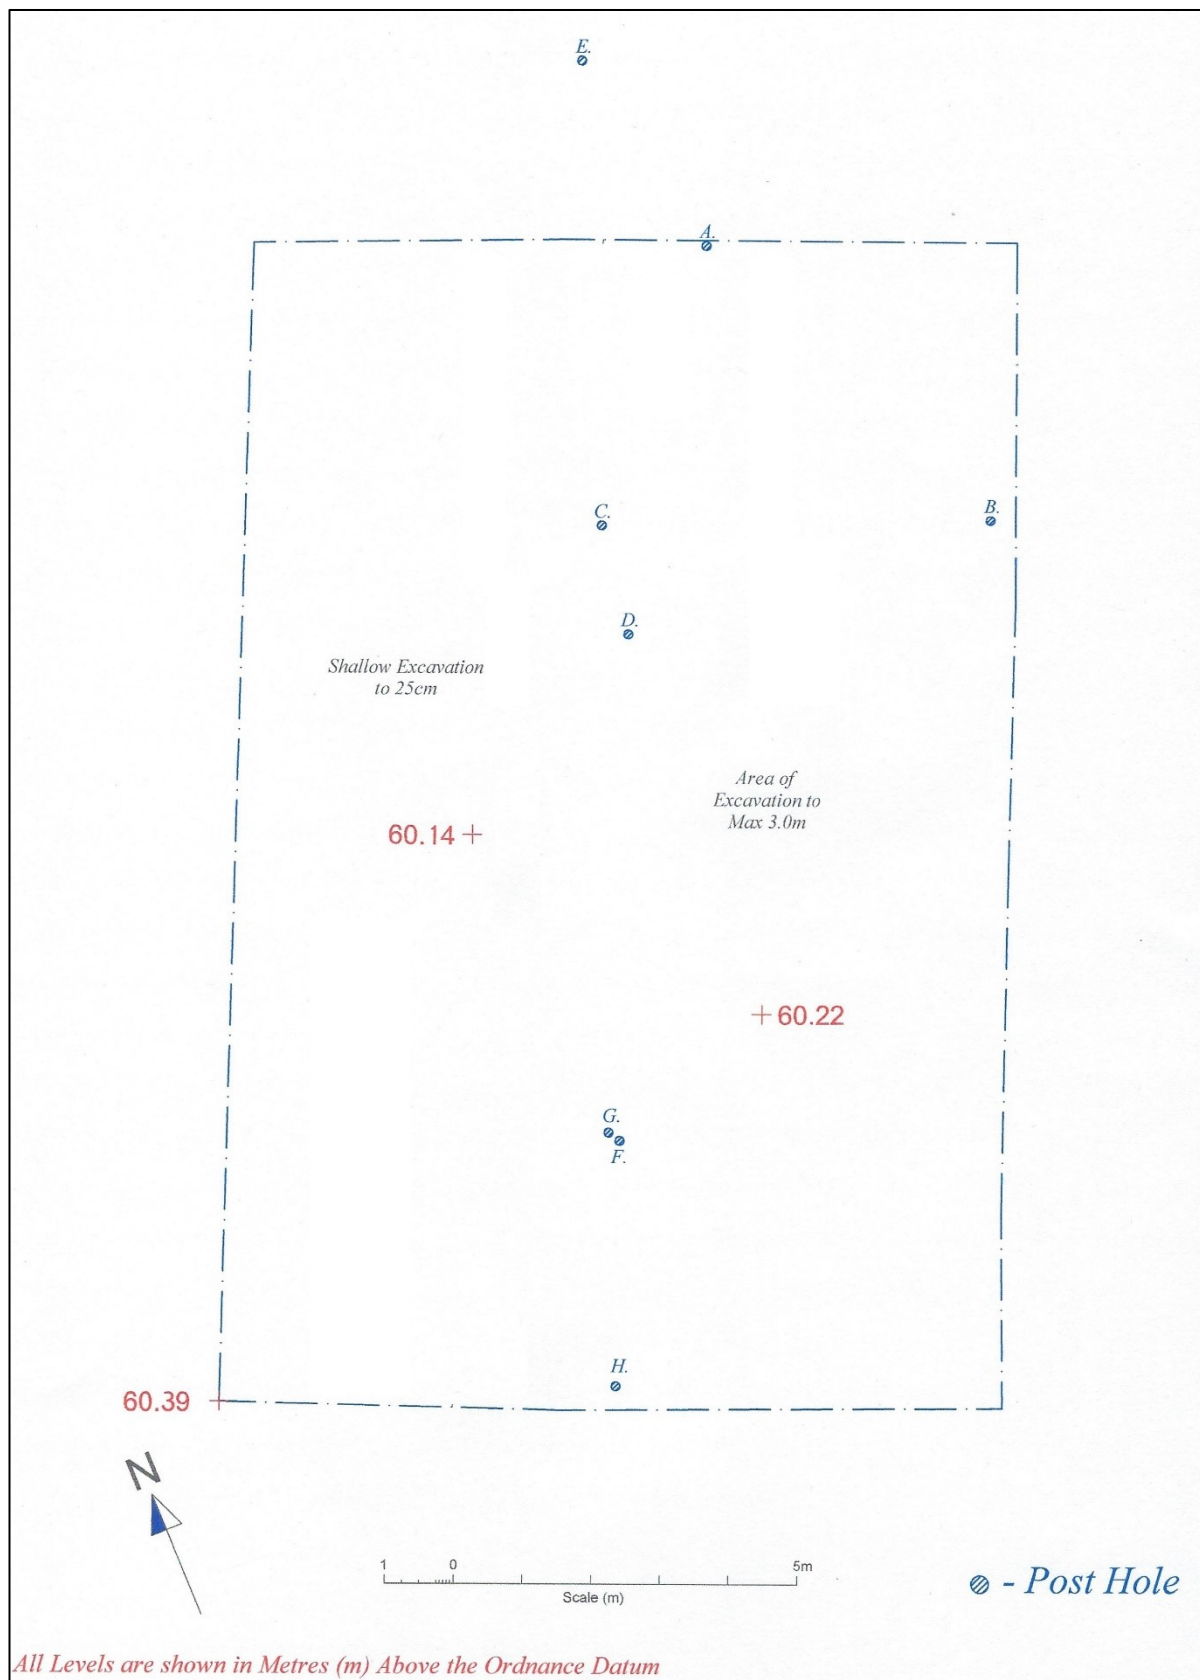 E.
A.
C.
B.
D.
Shallow Excavation
to 25cm
Area of
Excavation to
Max 3.0m
60.14
60.22
G.
F.
H.
60.39
N
1 0 5m
Scale (m)
- Post Hole
All Levels are shown in Metres (m) Above the Ordnance Datum